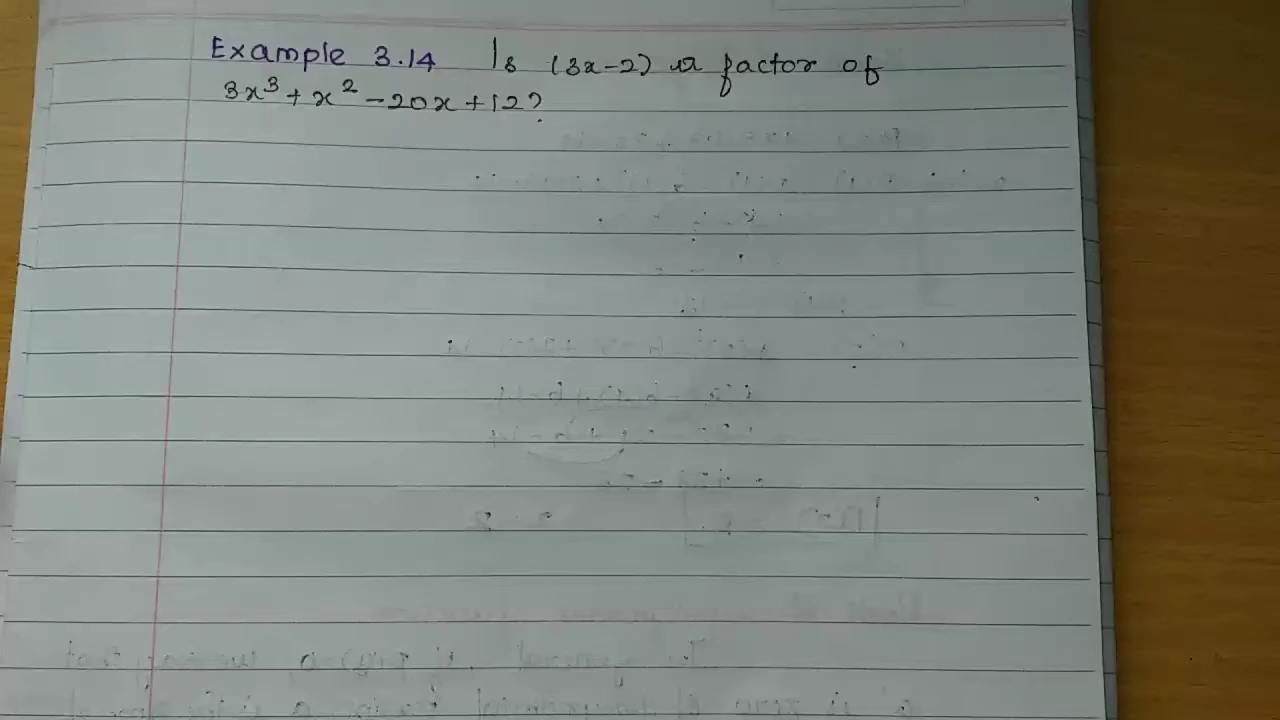 Example 3.14 Is (3x-2) a factor of
3x³ + x² - 20x + 12?